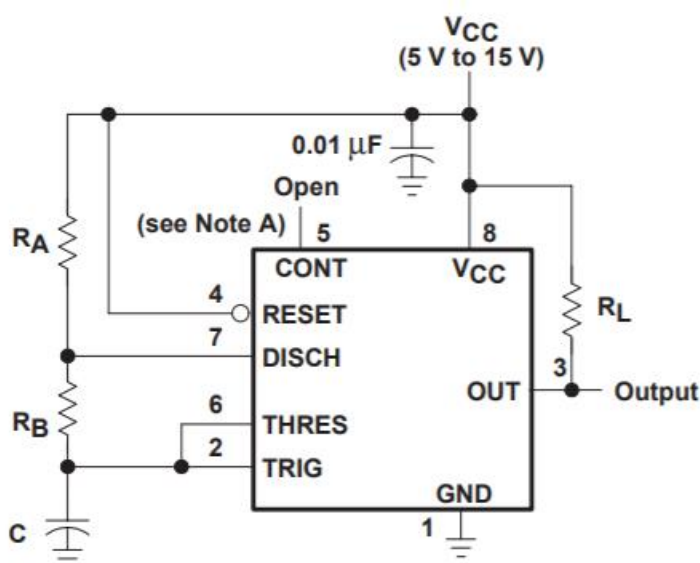 VCC
(5 V to 15 V)
0.01 μF
Open
(see Note A)
5
8
RA
CONT
VCC
4
RESET
RL
7
DISCH
3
OUT
Output
RB
6
THRES
2
TRIG
GND
1
C